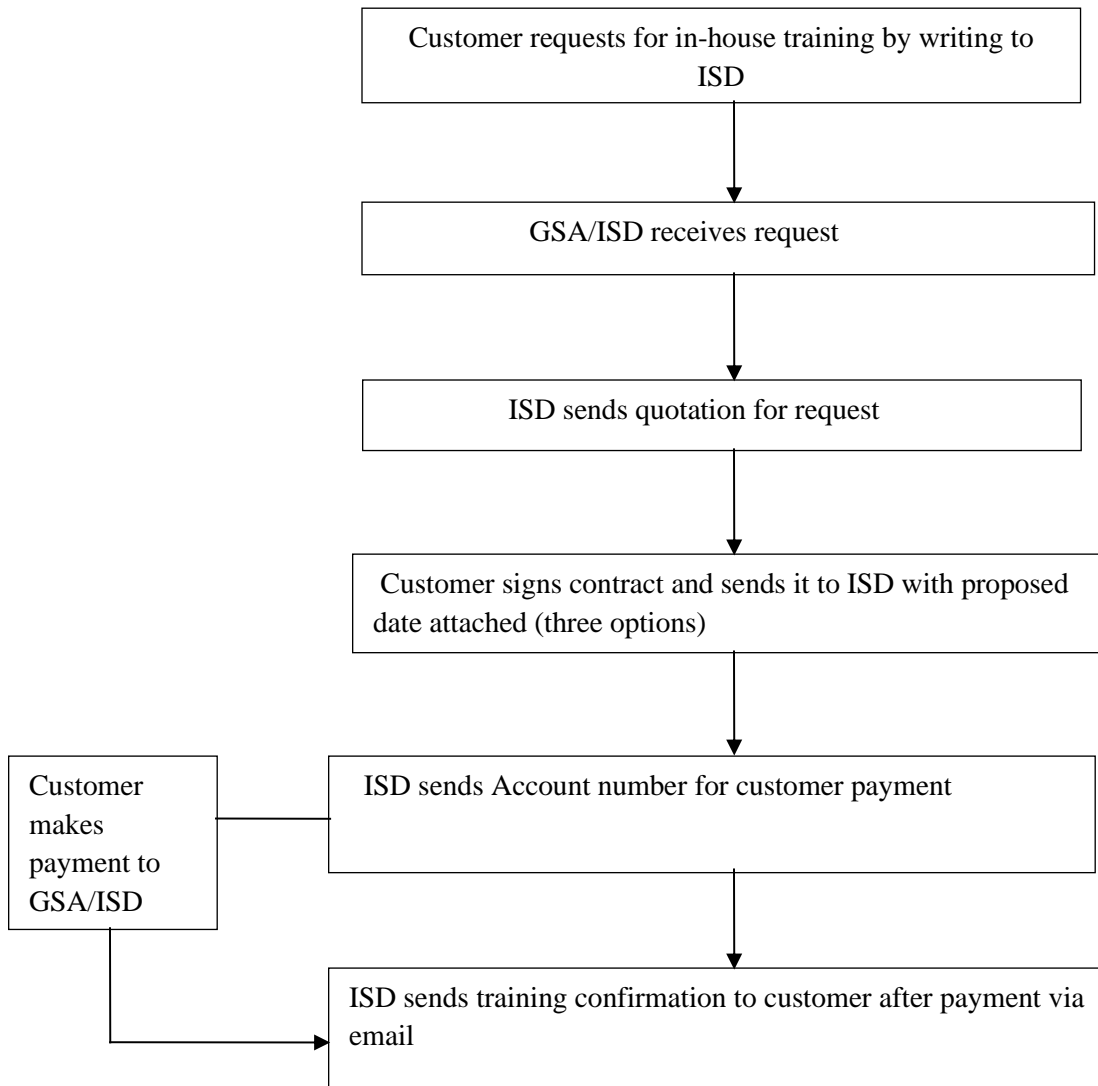 Customer requests for in-house training by writing to
ISD
GSA/ISD receives request
ISD sends quotation for request
Customer signs contract and sends it to ISD with proposed
date attached (three options)
ISD sends Account number for customer payment
Customer
makes
payment to
GSA/ISD
ISD sends training confirmation to customer after payment via
email